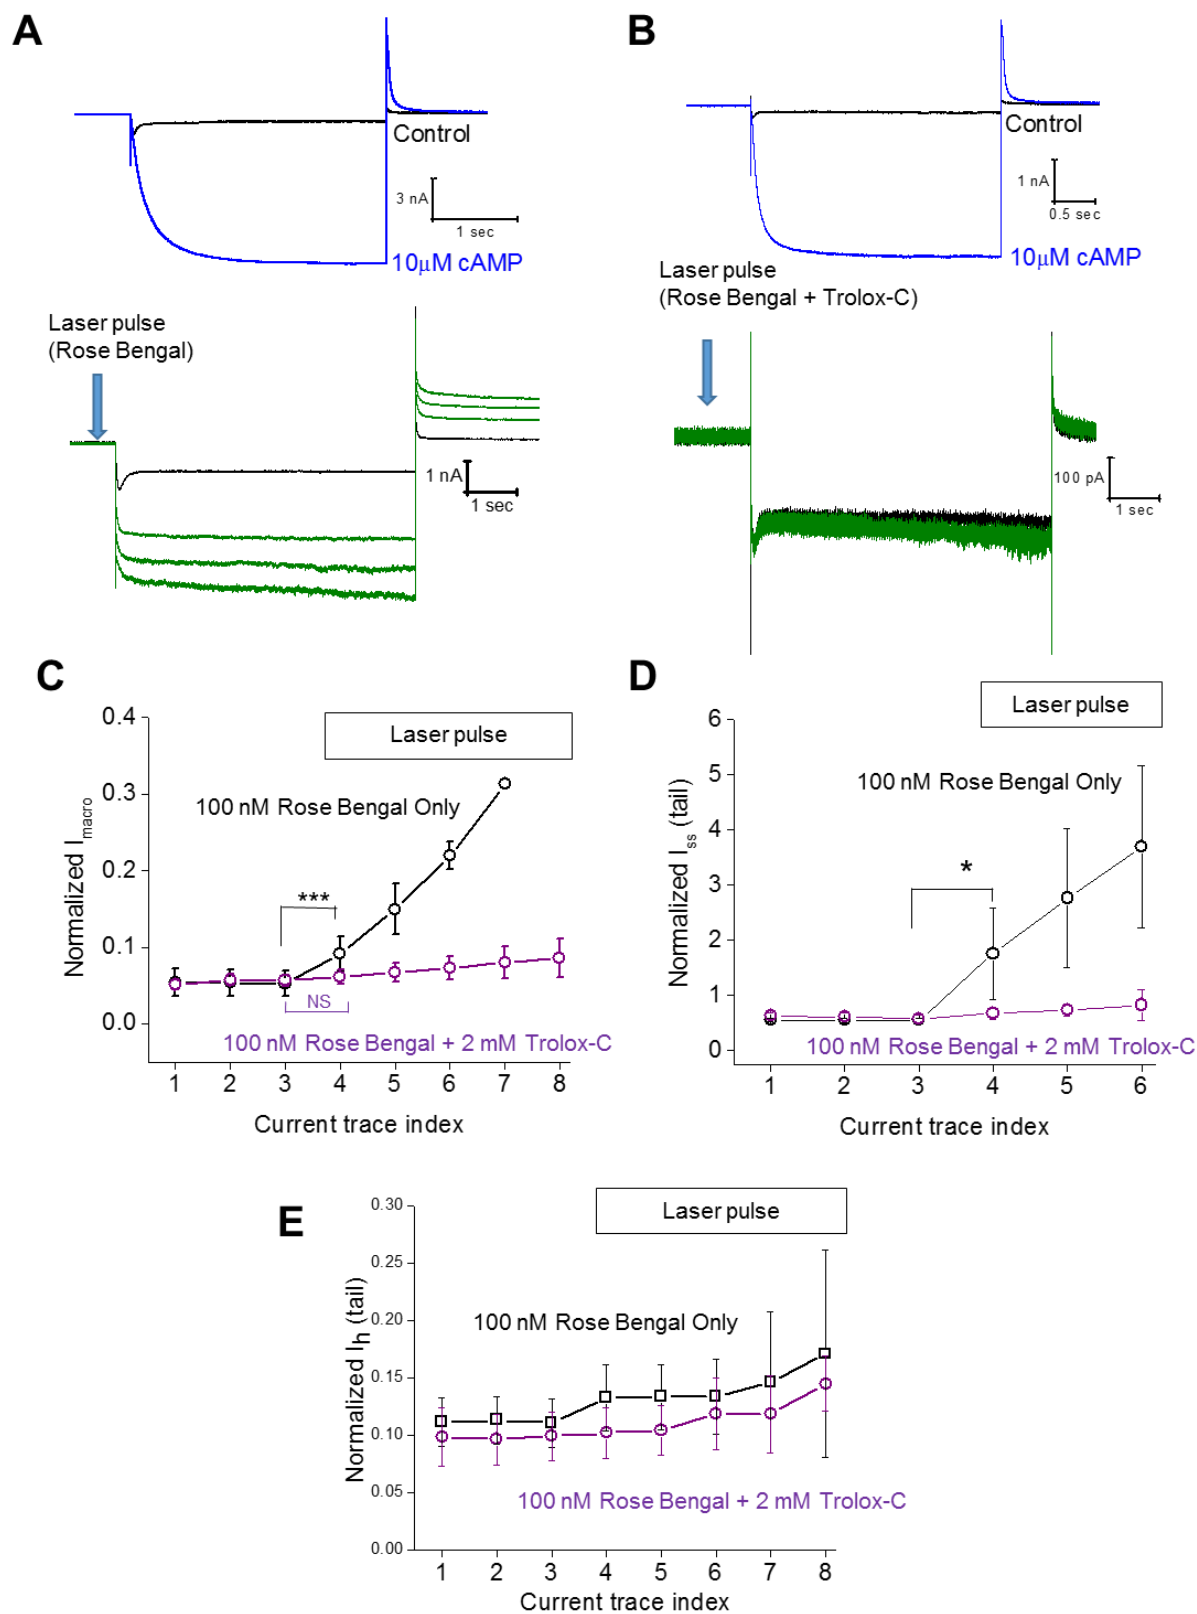 A
B
Control
3 nA
1 sec
10μM cAMP
Control
1 nA
0.5 sec
10μM cAMP
Laser pulse
(Rose Bengal)
1 nA
1 sec
Laser pulse
(Rose Bengal + Trolox-C)
100 pA
1 sec
C
Laser pulse
100 nM Rose Bengal Only
***
NS
100 nM Rose Bengal + 2 mM Trolox-C
Normalized Imacro
0.4
0.3
0.2
0.1
0.0
1 2 3 4 5 6 7 8
Current trace index
D
Laser pulse
100 nM Rose Bengal Only
*
100 nM Rose Bengal + 2 mM Trolox-C
Normalized Iss (tail)
6
5
4
3
2
1
0
1 2 3 4 5 6
Current trace index
E
Laser pulse
100 nM Rose Bengal Only
100 nM Rose Bengal + 2 mM Trolox-C
Normalized Ih (tail)
0.30
0.25
0.20
0.15
0.10
0.05
0.00
1 2 3 4 5 6 7 8
Current trace index